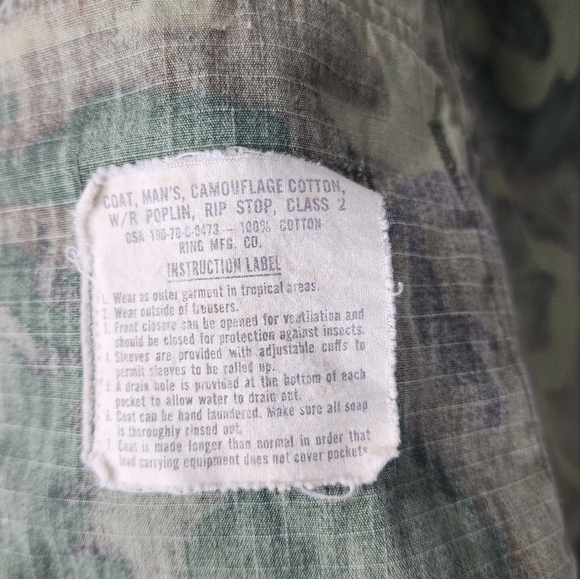 COAT, MAN'S, CAMOUFLAGE COTTON,
W/R POPLIN, RIP STOP, CLASS 2
DSA 100-70-C-0473 — 100% COTTON
RING MFG. CO.
INSTRUCTION LABEL
1. Wear as outer garment in tropical areas.
2. Wear outside of trousers.
3. Front closure can be opened for ventilation and
should be closed for protection against insects.
4. Sleeves are provided with adjustable cuffs to
permit sleeves to be rolled up.
5. A drain hole is provided at the bottom of each
pocket to allow water to drain out.
6. Coat can be hand laundered. Make sure all soap
is thoroughly rinsed out.
7. Coat is made longer than normal in order that
load carrying equipment does not cover pockets